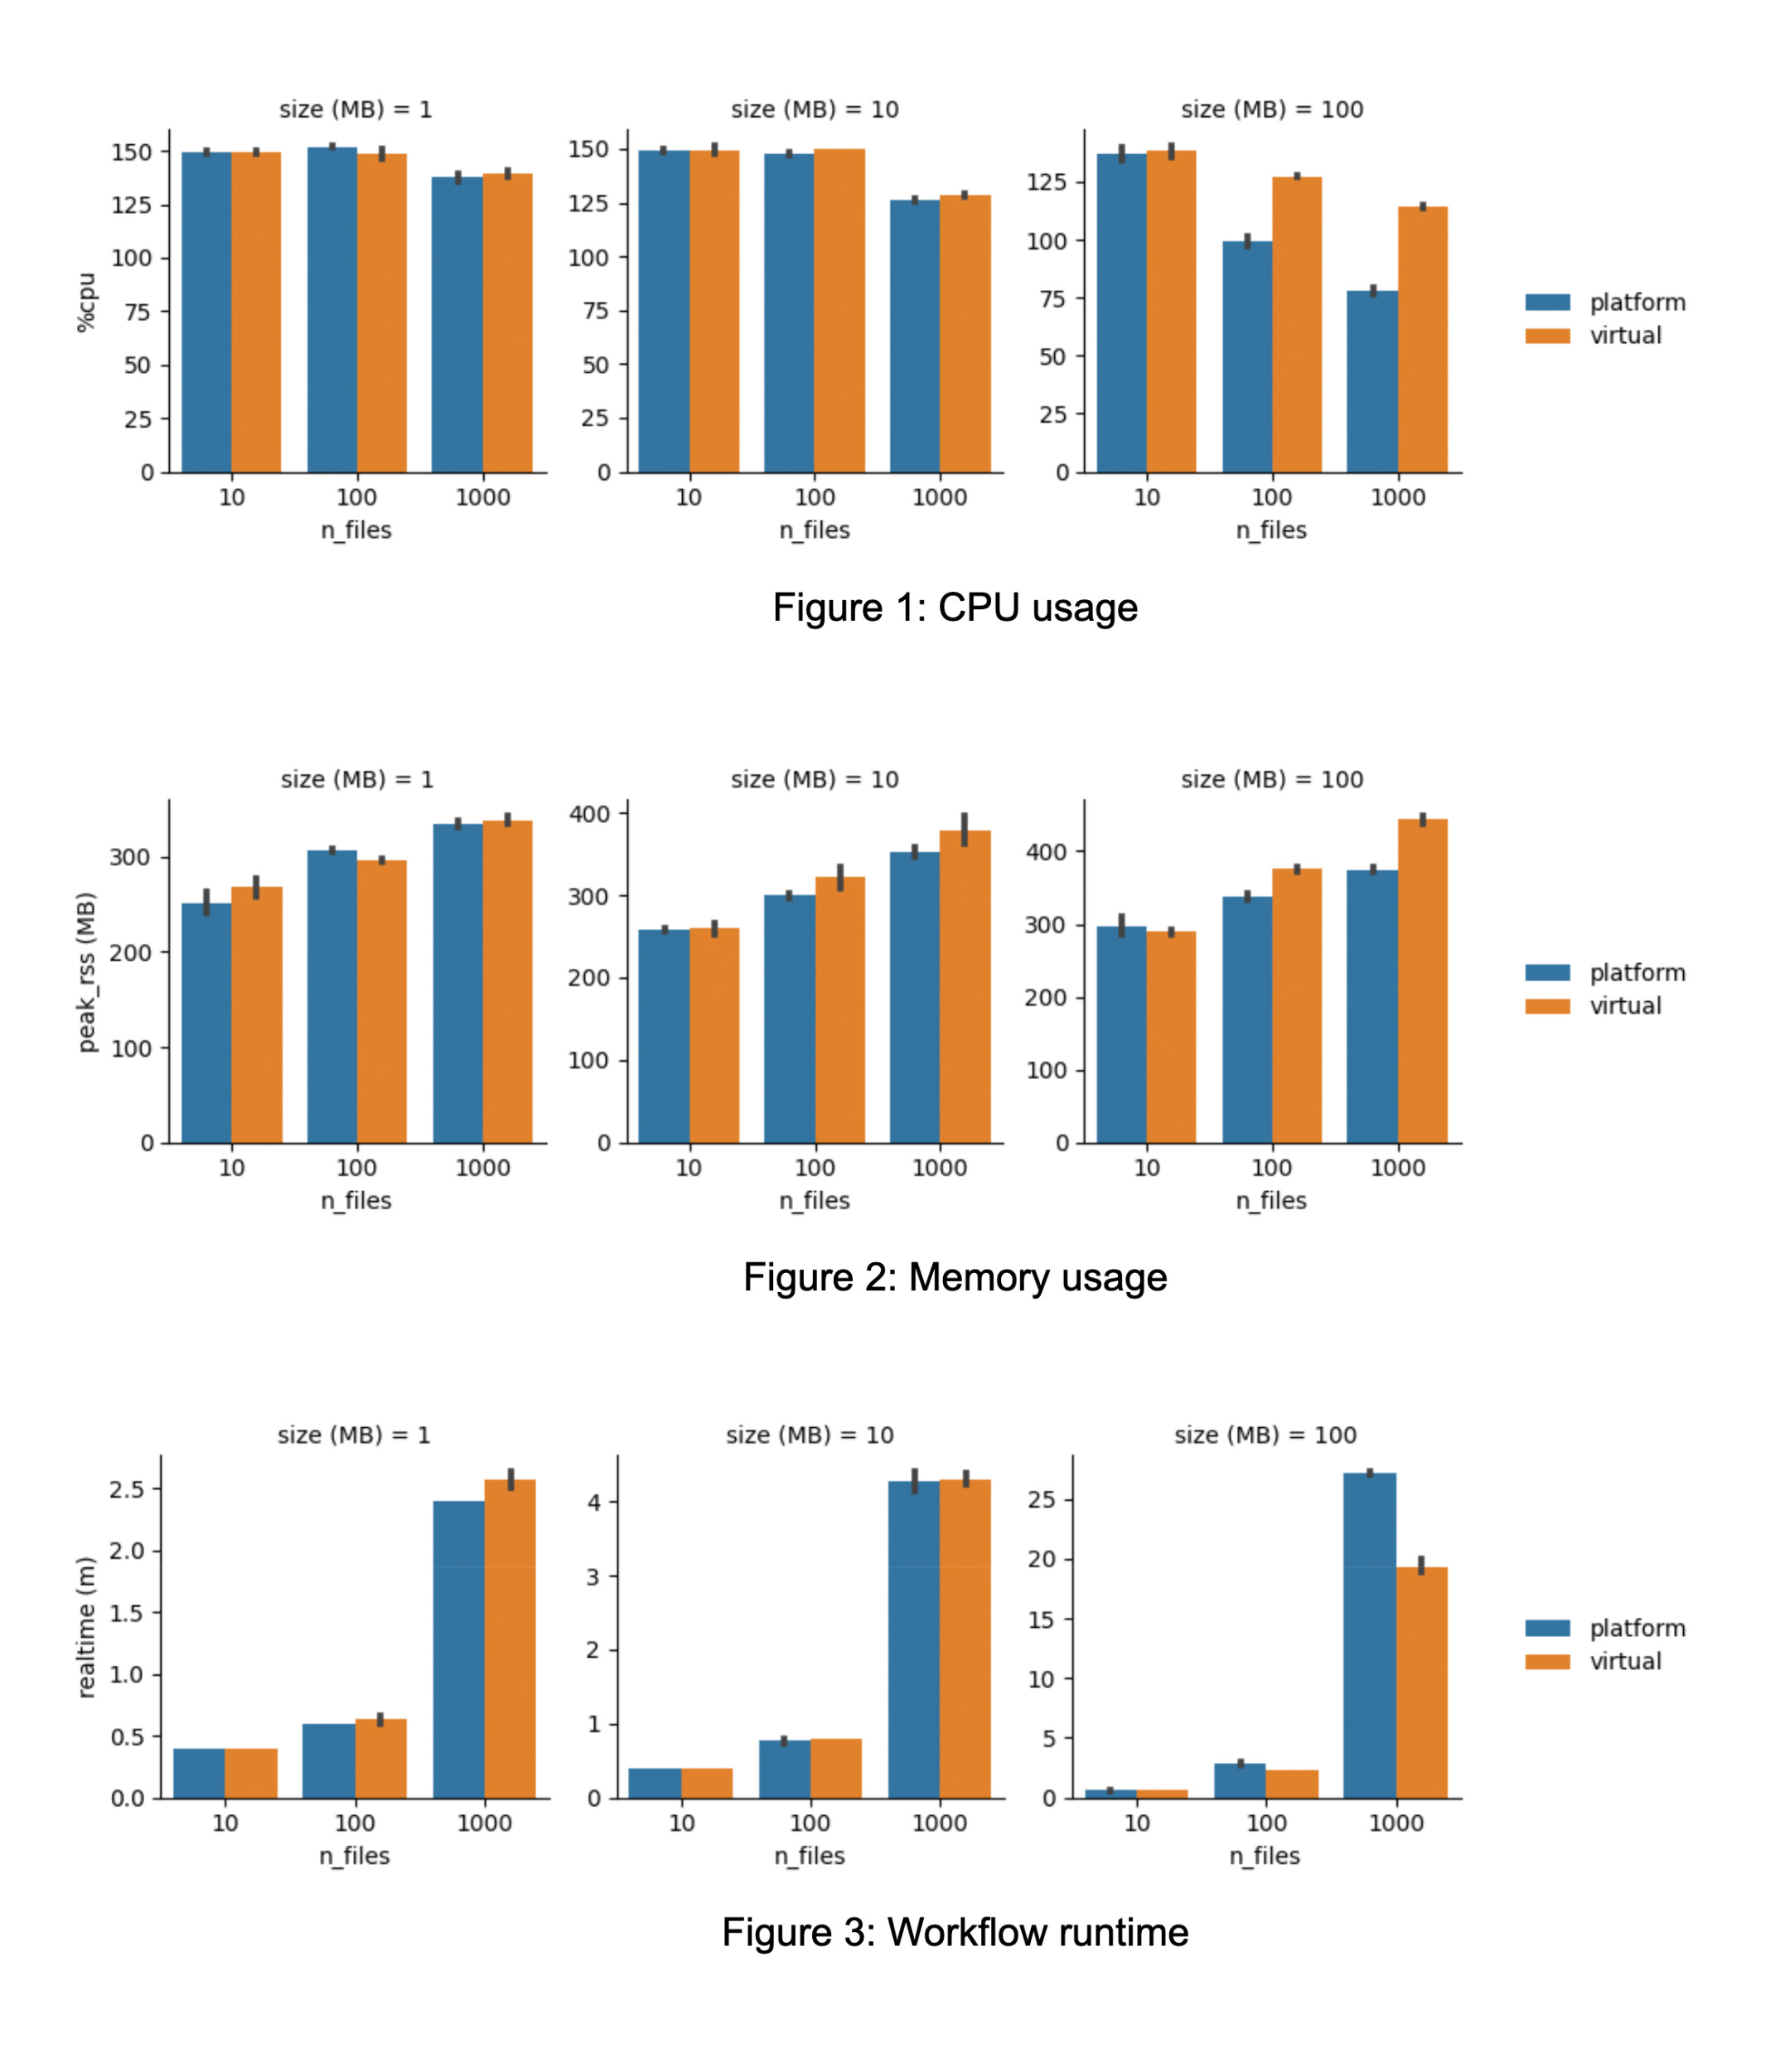 size (MB) = 1
size (MB) = 10
size (MB) = 100
%cpu
150
125
100
75
50
25
0
150
125
100
75
50
25
0
125
100
75
50
25
0
10 100 1000
10 100 1000
10 100 1000
n_files
n_files
n_files
platform
virtual
Figure 1: CPU usage
size (MB) = 1
size (MB) = 10
size (MB) = 100
peak_rss (MB)
300
200
100
0
400
300
200
100
0
400
300
200
100
0
10 100 1000
10 100 1000
10 100 1000
n_files
n_files
n_files
platform
virtual
Figure 2: Memory usage
size (MB) = 1
size (MB) = 10
size (MB) = 100
realtime (m)
2.5
2.0
1.5
1.0
0.5
0.0
4
3
2
1
0
25
20
15
10
5
0
10 100 1000
10 100 1000
10 100 1000
n_files
n_files
n_files
platform
virtual
Figure 3: Workflow runtime